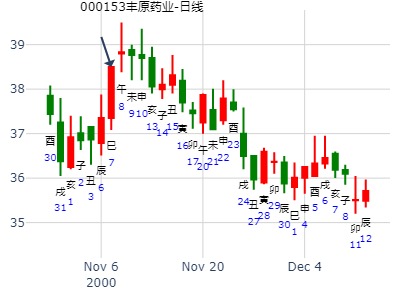 000153丰原药业-日线
39
38
37
36
35
酉
30
戌
31
亥
1
子
2
丑
3
辰
6
巳
7
午
8
未
9
申
10
亥
13
子
14
丑
15
寅
16
卯
17
午
20
未
21
申
22
酉
23
戌
24
丑
27
寅
28
卯
29
辰
30
巳
1
申
4
酉
5
戌
6
亥
7
子
8
卯
11
辰
12
Nov 6
2000
Nov 20
Dec 4